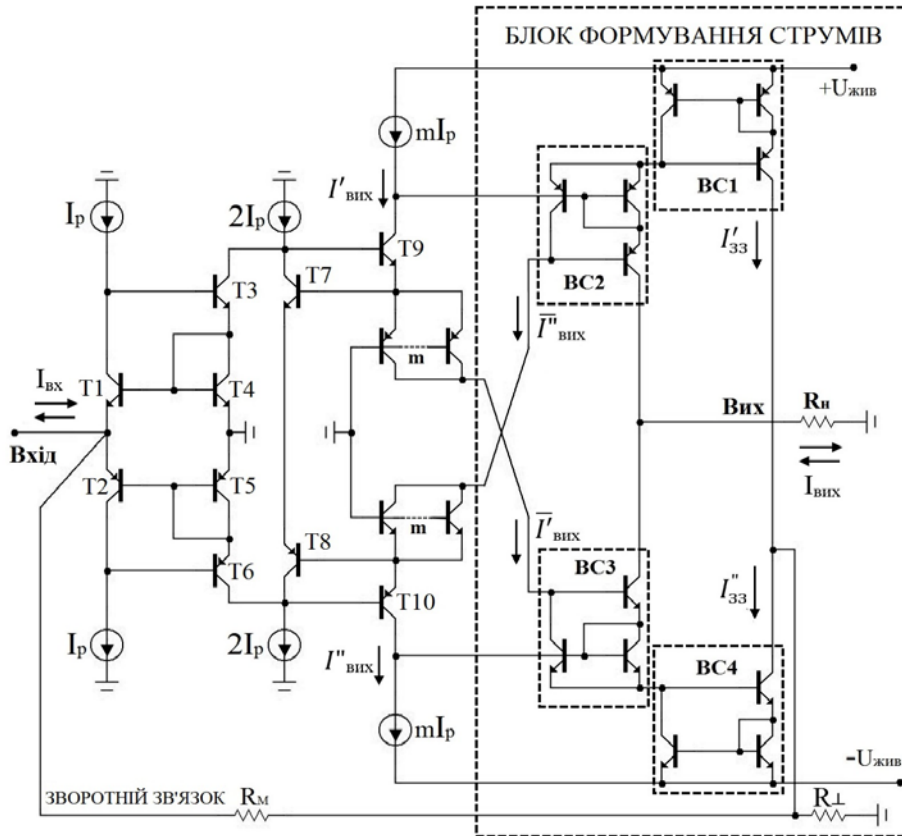 БЛОК ФОРМУВАННЯ СТРУМІВ
+Uжив
mIр
I'вих
BC1
Iр
2Iр
T9
BC2
I'зз
T3
T7
I̅"вих
m
Iвх
T1
T4
Вих
Rн
Вхід
Iвих
T2
T5
m
I̅'вих
T8
BC3
T6
I"зз
T10
Iр
2Iр
I"вих
BC4
mIр
-Uжив
ЗВОРОТНІЙ ЗВ'ЯЗОК
Rм
R⊥